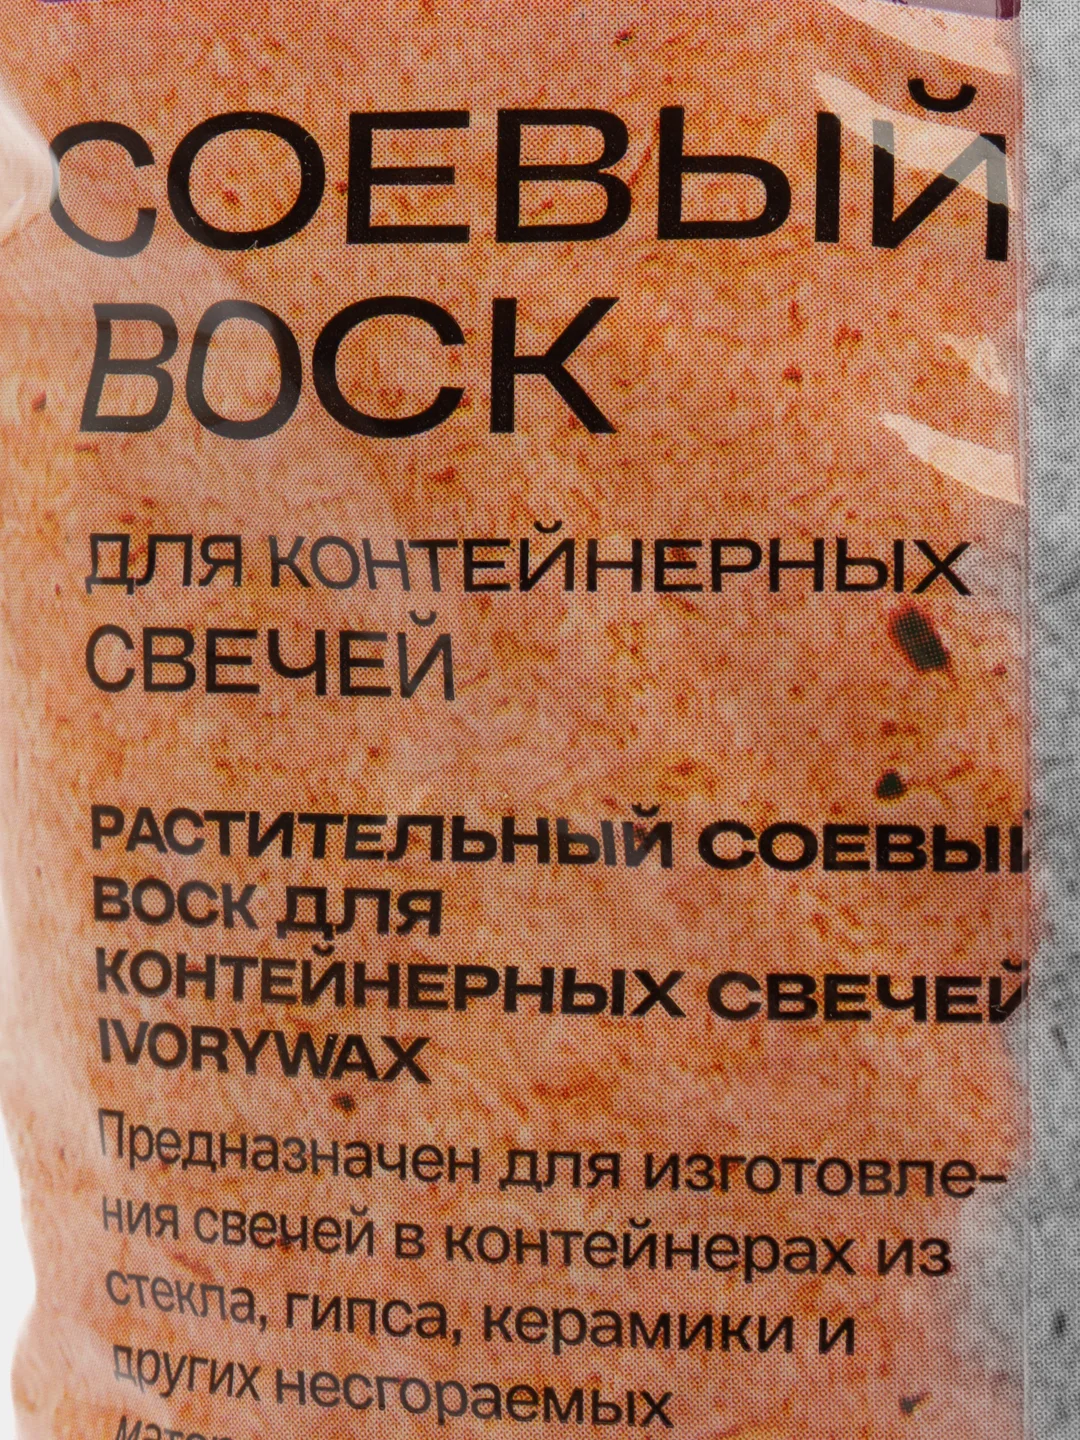 СОЕВЫЙ
ВОСК
ДЛЯ КОНТЕЙНЕРНЫХ
СВЕЧЕЙ
РАСТИТЕЛЬНЫЙ СОЕВЫЙ
ВОСК ДЛЯ
КОНТЕЙНЕРНЫХ СВЕЧЕЙ
IVORYWAX
Предназначен для изготовле-
ния свечей в контейнерах из
стекла, гипса, керамики и
других несгораемых